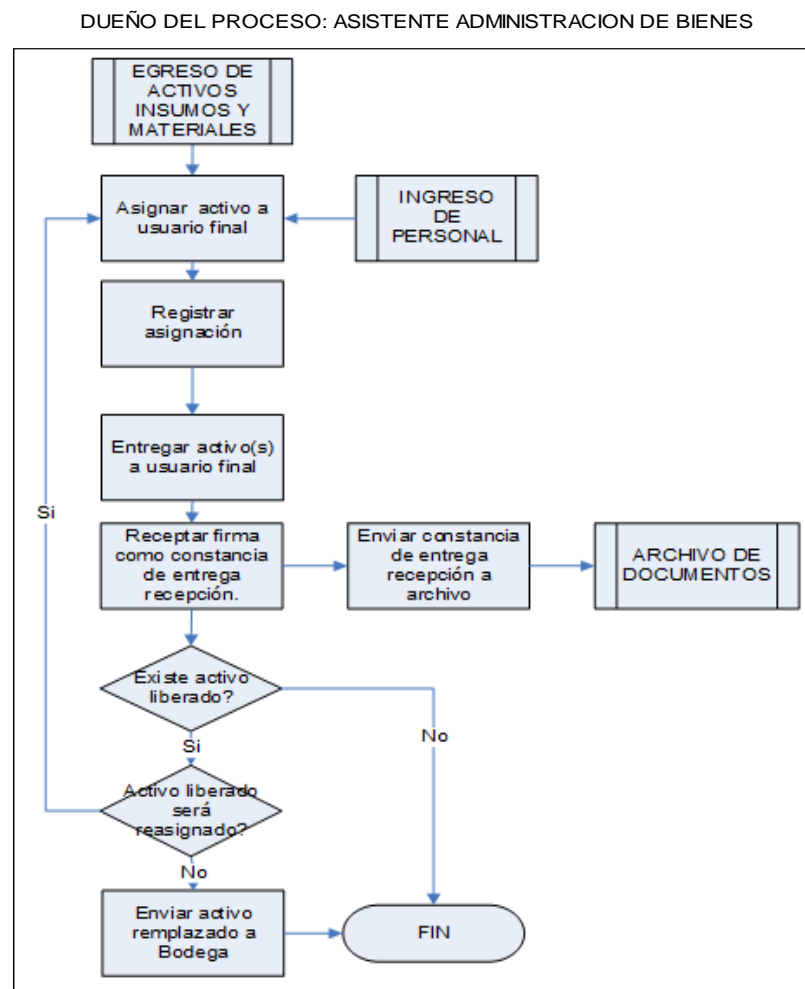 DUEÑO DEL PROCESO: ASISTENTE ADMINISTRACION DE BIENES
EGRESO DE
ACTIVOS
INSUMOS Y
MATERIALES
Asignar activo a
usuario final
INGRESO
DE
PERSONAL
Registrar
asignación
Entregar activo(s)
a usuario final
Si
Receptar firma
como constancia
de entrega
recepción.
Enviar constancia
de entrega
recepción a
archivo
ARCHIVO DE
DOCUMENTOS
Existe activo
liberado?
No
Si
Activo liberado
será
reasignado?
No
Enviar activo
remplazado a
Bodega
FIN